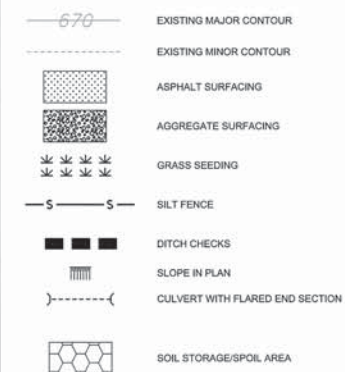 670 EXISTING MAJOR CONTOUR
EXISTING MINOR CONTOUR
ASPHALT SURFACING
AGGREGATE SURFACING
GRASS SEEDING
S S SILT FENCE
DITCH CHECKS
SLOPE IN PLAN
CULVERT WITH FLARED END SECTION
SOIL STORAGE/SPOIL AREA